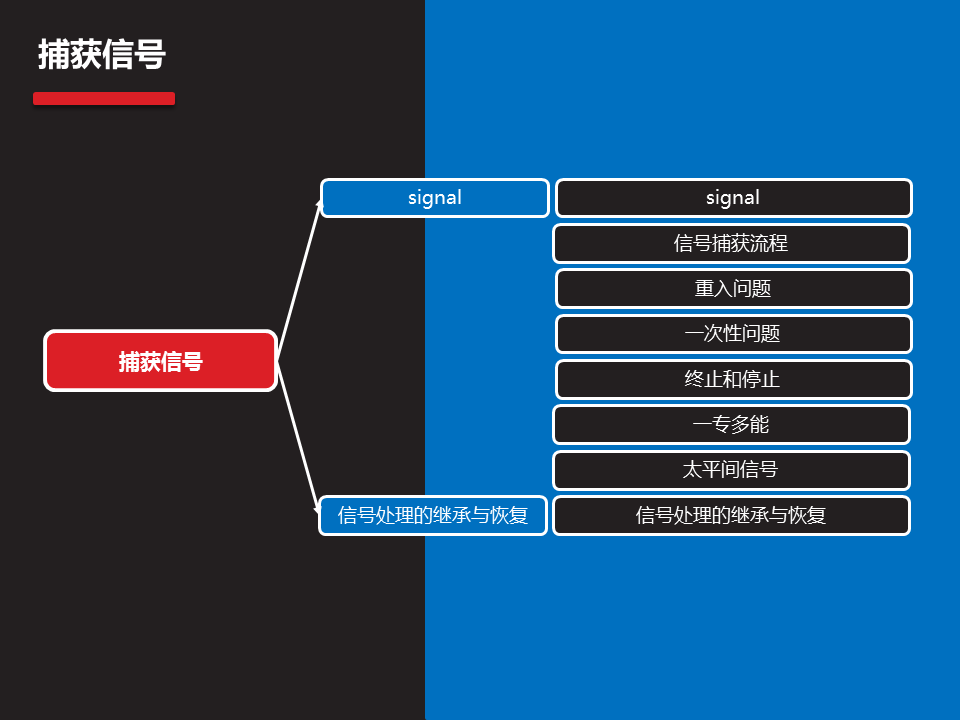 捕获信号
signal
signal
信号捕获流程
重入问题
一次性问题
捕获信号
终止和停止
一专多能
太平间信号
信号处理的继承与恢复
信号处理的继承与恢复